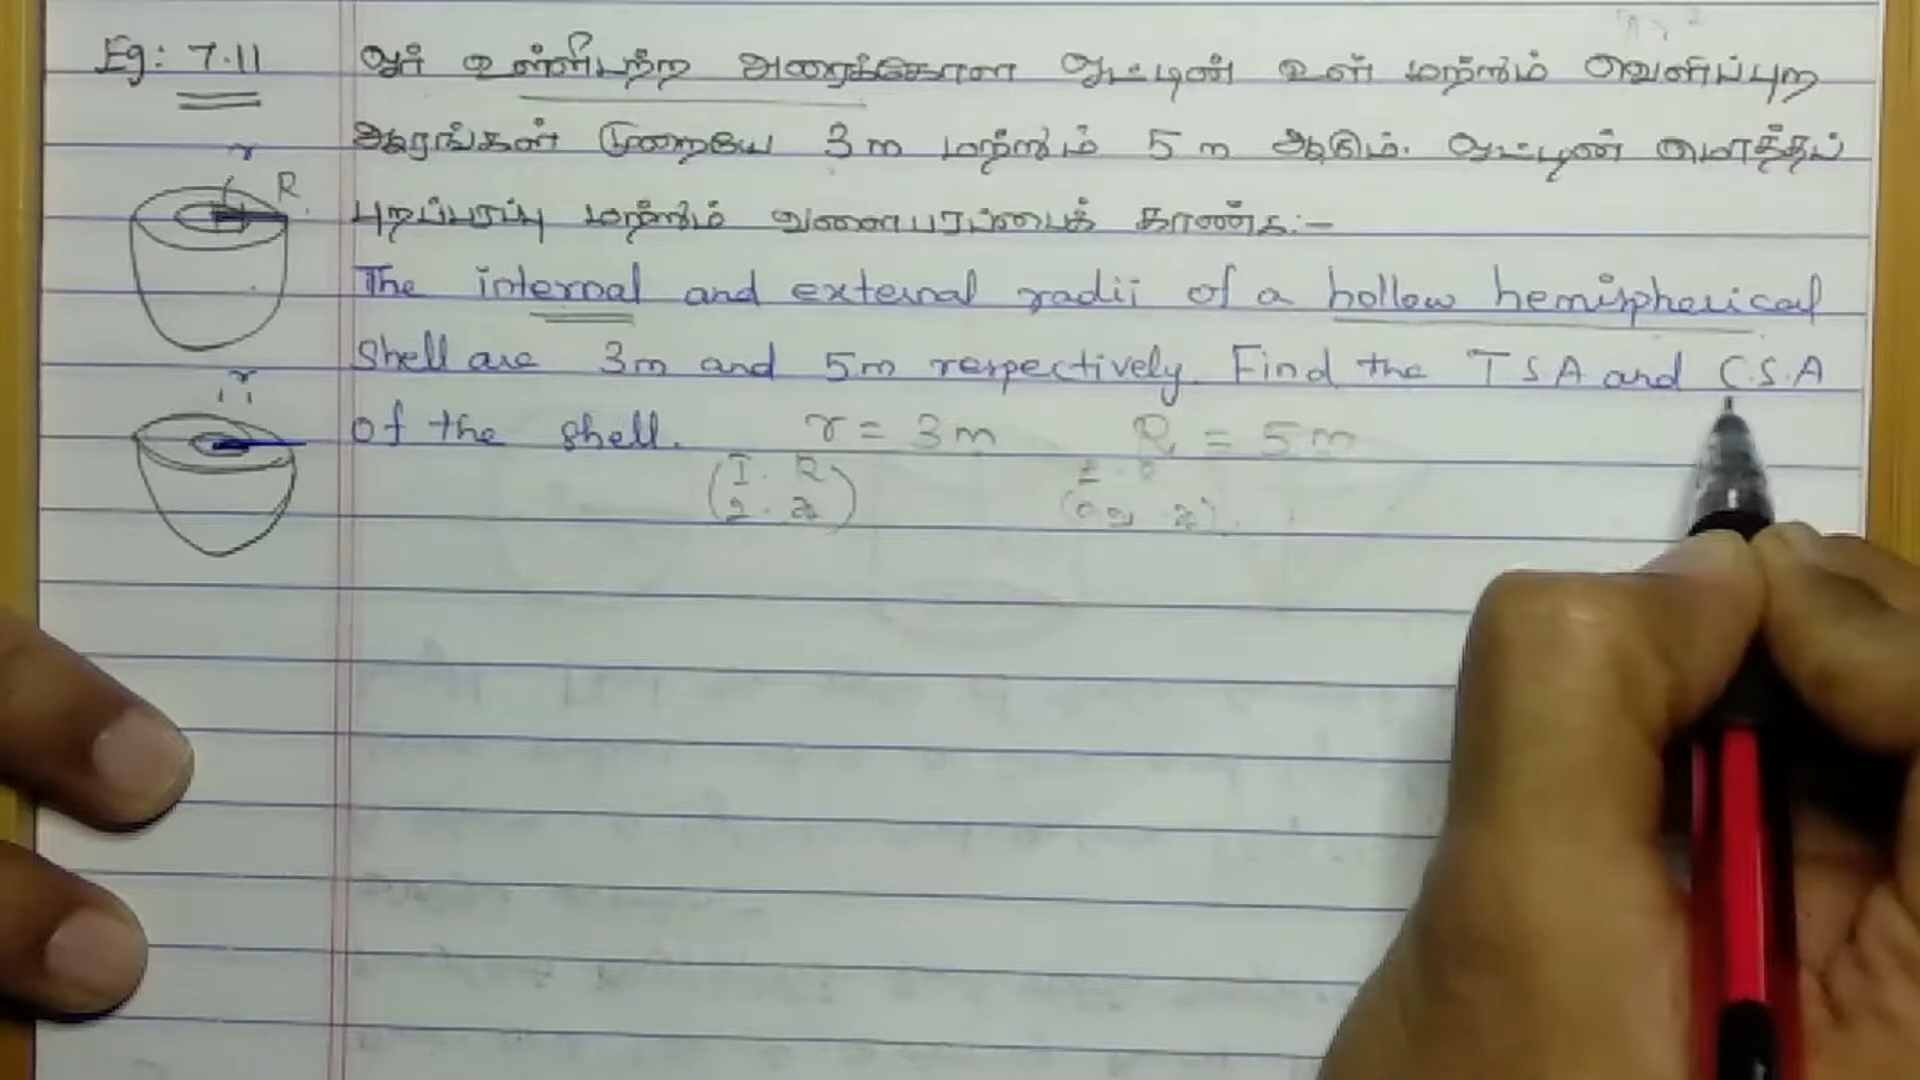 Eg: 7.11 ஓர் உள்ளீடற்ற அரைக்கோள ஓட்டின் உள் மற்றும் வெளிப்புற
ஆரங்கள் முறையே 3 m மற்றும் 5 m ஆகும். ஓட்டின் மொத்தப்
புறப்பரப்பு மற்றும் வளைபரப்பைக் காண்க:-
r
R
The internal and external radii of a hollow hemispherical
Shell are 3m and 5m respectively. Find the T.S.A and C.S.A
r
of the shell. r = 3m R = 5m
(I. R
உ. ஆ)